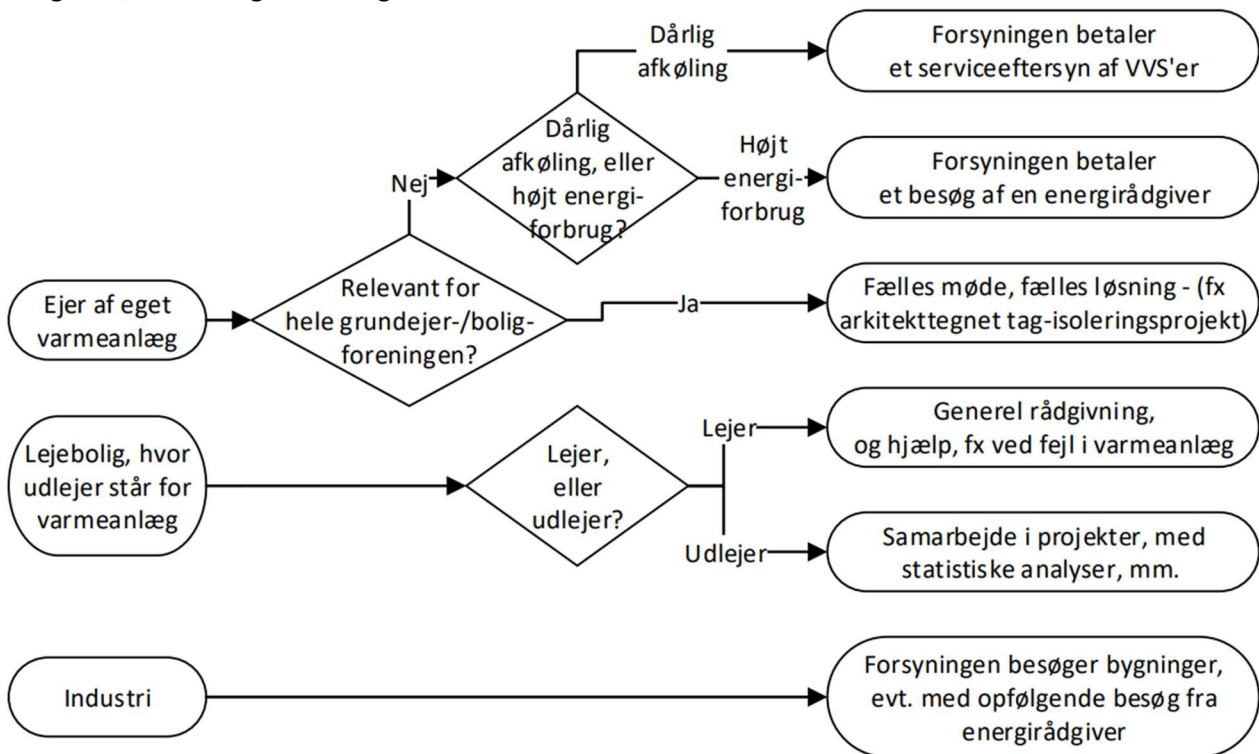 Dårlig
afkøling
Forsyningen betaler
et serviceeftersyn af VVS'er
Dårlig
afkøling, eller
højt energi-
forbrug?
Højt
energi-
forbrug
Forsyningen betaler
et besøg af en energirådgiver
Nej
Ejer af eget
varmeanlæg
Relevant for
hele grundejer-/bolig-
foreningen?
Ja
Fælles møde, fælles løsning - (fx
arkitekttegnet tag-isoleringsprojekt)
Lejebolig, hvor
udlejer står for
varmeanlæg
Lejer,
eller
udlejer?
Lejer
Generel rådgivning,
og hjælp, fx ved fejl i varmeanlæg
Udlejer
Samarbejde i projekter, med
statistiske analyser, mm.
Industri
Forsyningen besøger bygninger,
evt. med opfølgende besøg fra
energirådgiver